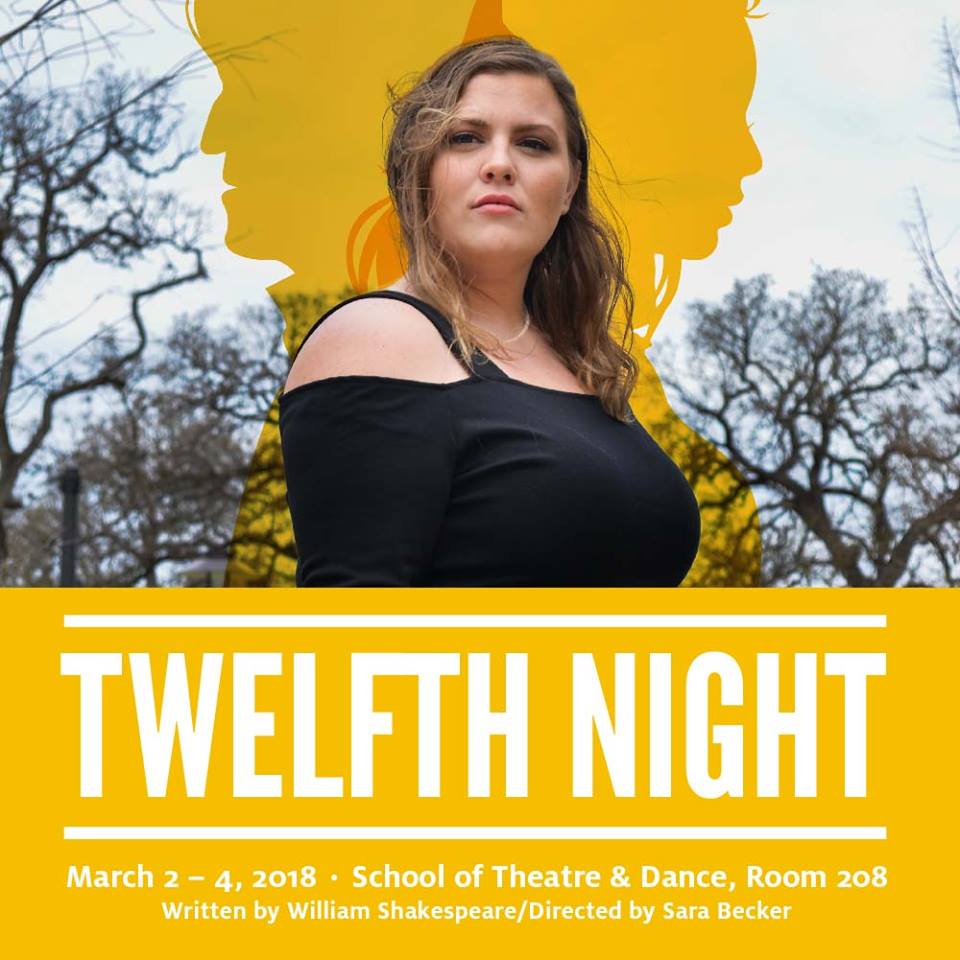 TWELFTH NIGHT
March 2 – 4, 2018 · School of Theatre & Dance, Room 208
Written by William Shakespeare/Directed by Sara Becker